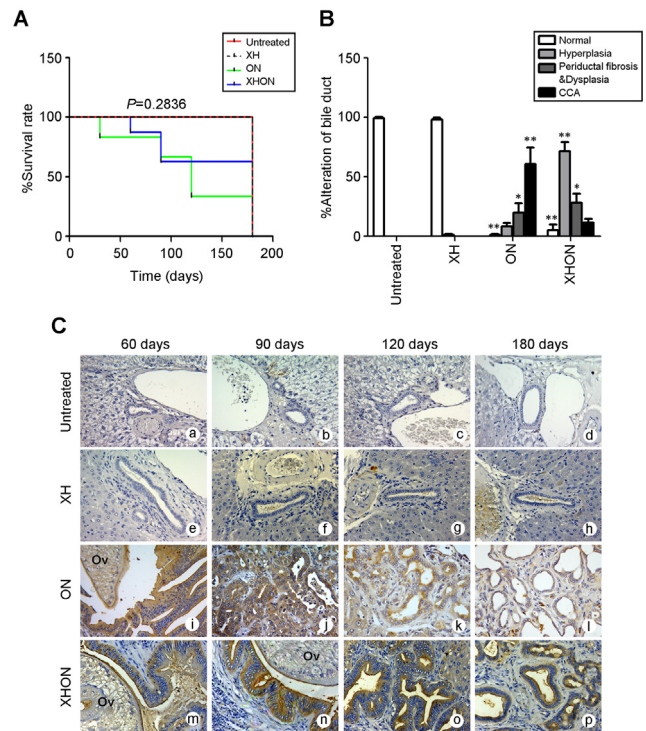 A
Untreated
XH
ON
XHON
P=0.2836
%Survival rate
100
50
0
0
50
100
150
200
Time (days)
B
Normal
Hyperplasia
Periductal fibrosis
&Dysplasia
CCA
%Alteration of bile duct
150
100
50
0
**
*
**
**
*
**
Untreated
XH
ON
XHON
C
60 days
90 days
120 days
180 days
Untreated
a
b
c
d
XH
e
f
g
h
ON
Ov
i
j
k
l
XHON
Ov
m
Ov
n
o
p